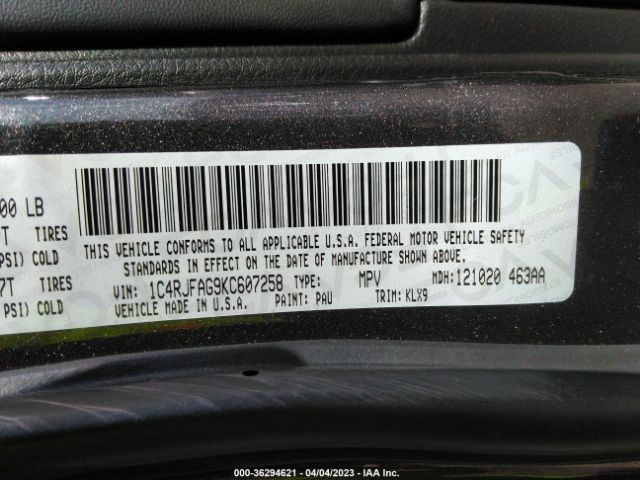 00 LB
T TIRES
PSI) COLD
7T TIRES
PSI) COLD
THIS VEHICLE CONFORMS TO ALL APPLICABLE U.S.A. FEDERAL MOTOR VEHICLE SAFETY
STANDARDS IN EFFECT ON THE DATE OF MANUFACTURE SHOWN ABOVE.
VIN: 1C4RJFAG9KC607258 TYPE: MPV MDH: 121020 463AA
VEHICLE MADE IN U.S.A. PAINT: PAU TRIM: KLX9
000-36294621 - 04/04/2023 - © IAA Inc.